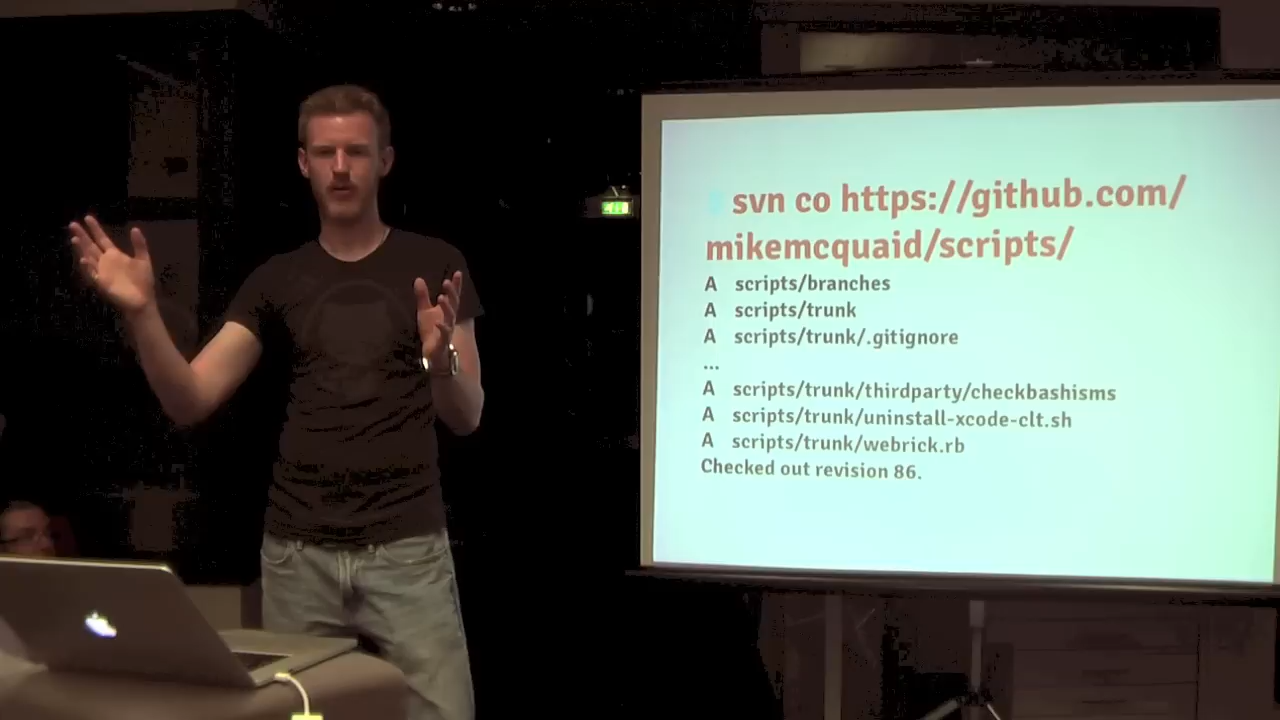 # svn co https://github.com/
mikemcquaid/scripts/
A scripts/branches
A scripts/trunk
A scripts/trunk/.gitignore
...
A scripts/trunk/thirdparty/checkbashisms
A scripts/trunk/uninstall-xcode-clt.sh
A scripts/trunk/webrick.rb
Checked out revision 86.